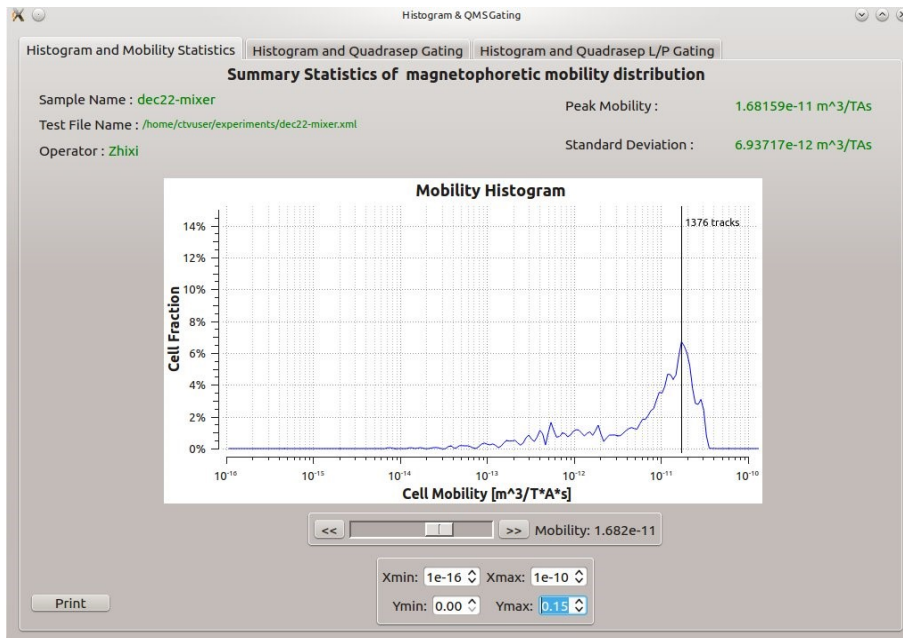 Histogram & QMSGating
Histogram and Mobility Statistics
Histogram and Quadrasep Gating
Histogram and Quadrasep L/P Gating
Summary Statistics of magnetophoretic mobility distribution
Sample Name : dec22-mixer
Test File Name : /home/ctvuser/experiments/dec22-mixer.xml
Operator : Zhixi
Peak Mobility : 1.68159e-11 m^3/TAs
Standard Deviation : 6.93717e-12 m^3/TAs
Mobility Histogram
1376 tracks
14%
12%
10%
8%
6%
4%
2%
0%
Cell Fraction
10⁻¹⁶ 10⁻¹⁵ 10⁻¹⁴ 10⁻¹³ 10⁻¹² 10⁻¹¹ 10⁻¹⁰
Cell Mobility [m^3/T*A*s]
<< >> Mobility: 1.682e-11
Xmin: 1e-16 Xmax: 1e-10
Ymin: 0.00 Ymax: 0.15
Print